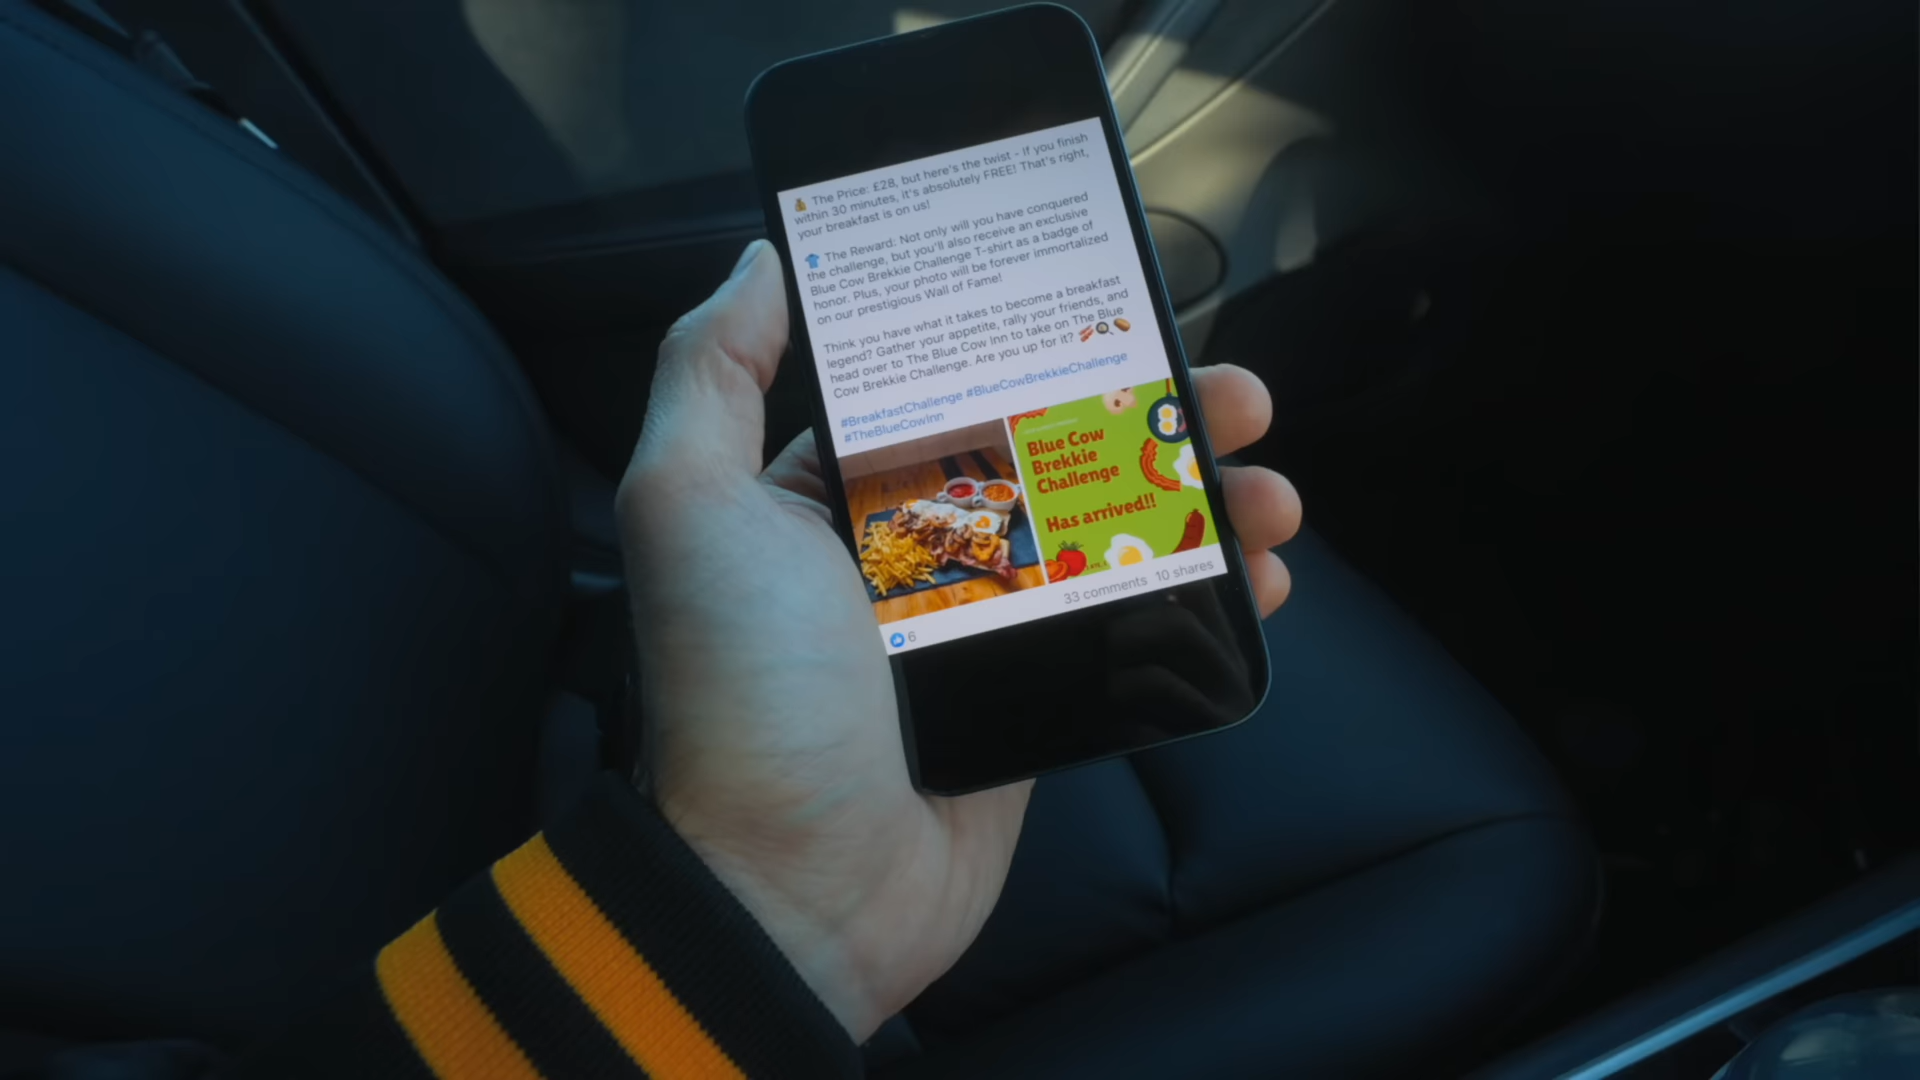 💰 The Price: £28, but here's the twist - If you finish
within 30 minutes, it's absolutely FREE! That's right,
your breakfast is on us!
👕 The Reward: Not only will you have conquered
the challenge, but you'll also receive an exclusive
Blue Cow Brekkie Challenge T-shirt as a badge of
honor. Plus, your photo will be forever immortalized
on our prestigious Wall of Fame!
Think you have what it takes to become a breakfast
legend? Gather your appetite, rally your friends, and
head over to The Blue Cow Inn to take on The Blue
Cow Brekkie Challenge. Are you up for it? 🥓🍳🥔
#BreakfastChallenge #BlueCowBrekkieChallenge
#TheBlueCowInn
Blue Cow
Brekkie
Challenge
Has arrived!!
6
33 comments 10 shares